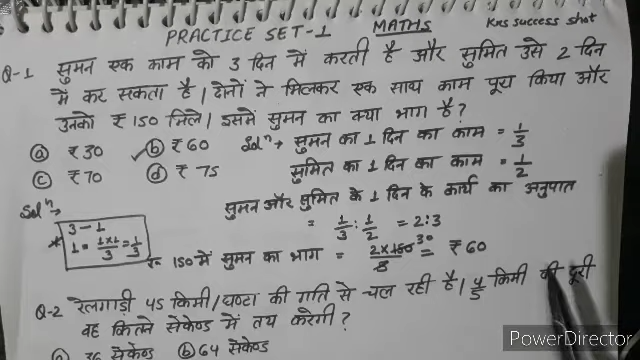 PRACTICE SET-1 MATHS KRS success shot
Q-1 सुमन एक काम को 3 दिन में करती है और सुमित उसे 2 दिन
में कर सकता है। दोनों ने मिलकर एक साथ काम पूरा किया और
उनको ₹150 मिले। इसमें सुमन का क्या भाग है?
(a) ₹30 (b) ₹60
(c) ₹70 (d) ₹75
Solⁿ→ सुमन का 1 दिन का काम = 1/3
सुमित का 1 दिन का काम = 1/2
सुमन और सुमित के 1 दिन के कार्य का अनुपात
= 1/3 : 1/2 = 2:3
Solⁿ→
3 - 1
* 1 = 1×1/3 = 1/3
₹ 150 में सुमन का भाग = 2×150 30/5 = ₹60
Q-2 रेलगाड़ी 45 किमी/घण्टा की गति से चल रही है। 4/5 किमी की दूरी
वह कितने सेकेण्ड में तय करेगी?
(a) 36 सेकेण्ड (b) 64 सेकेण्ड
PowerDirector